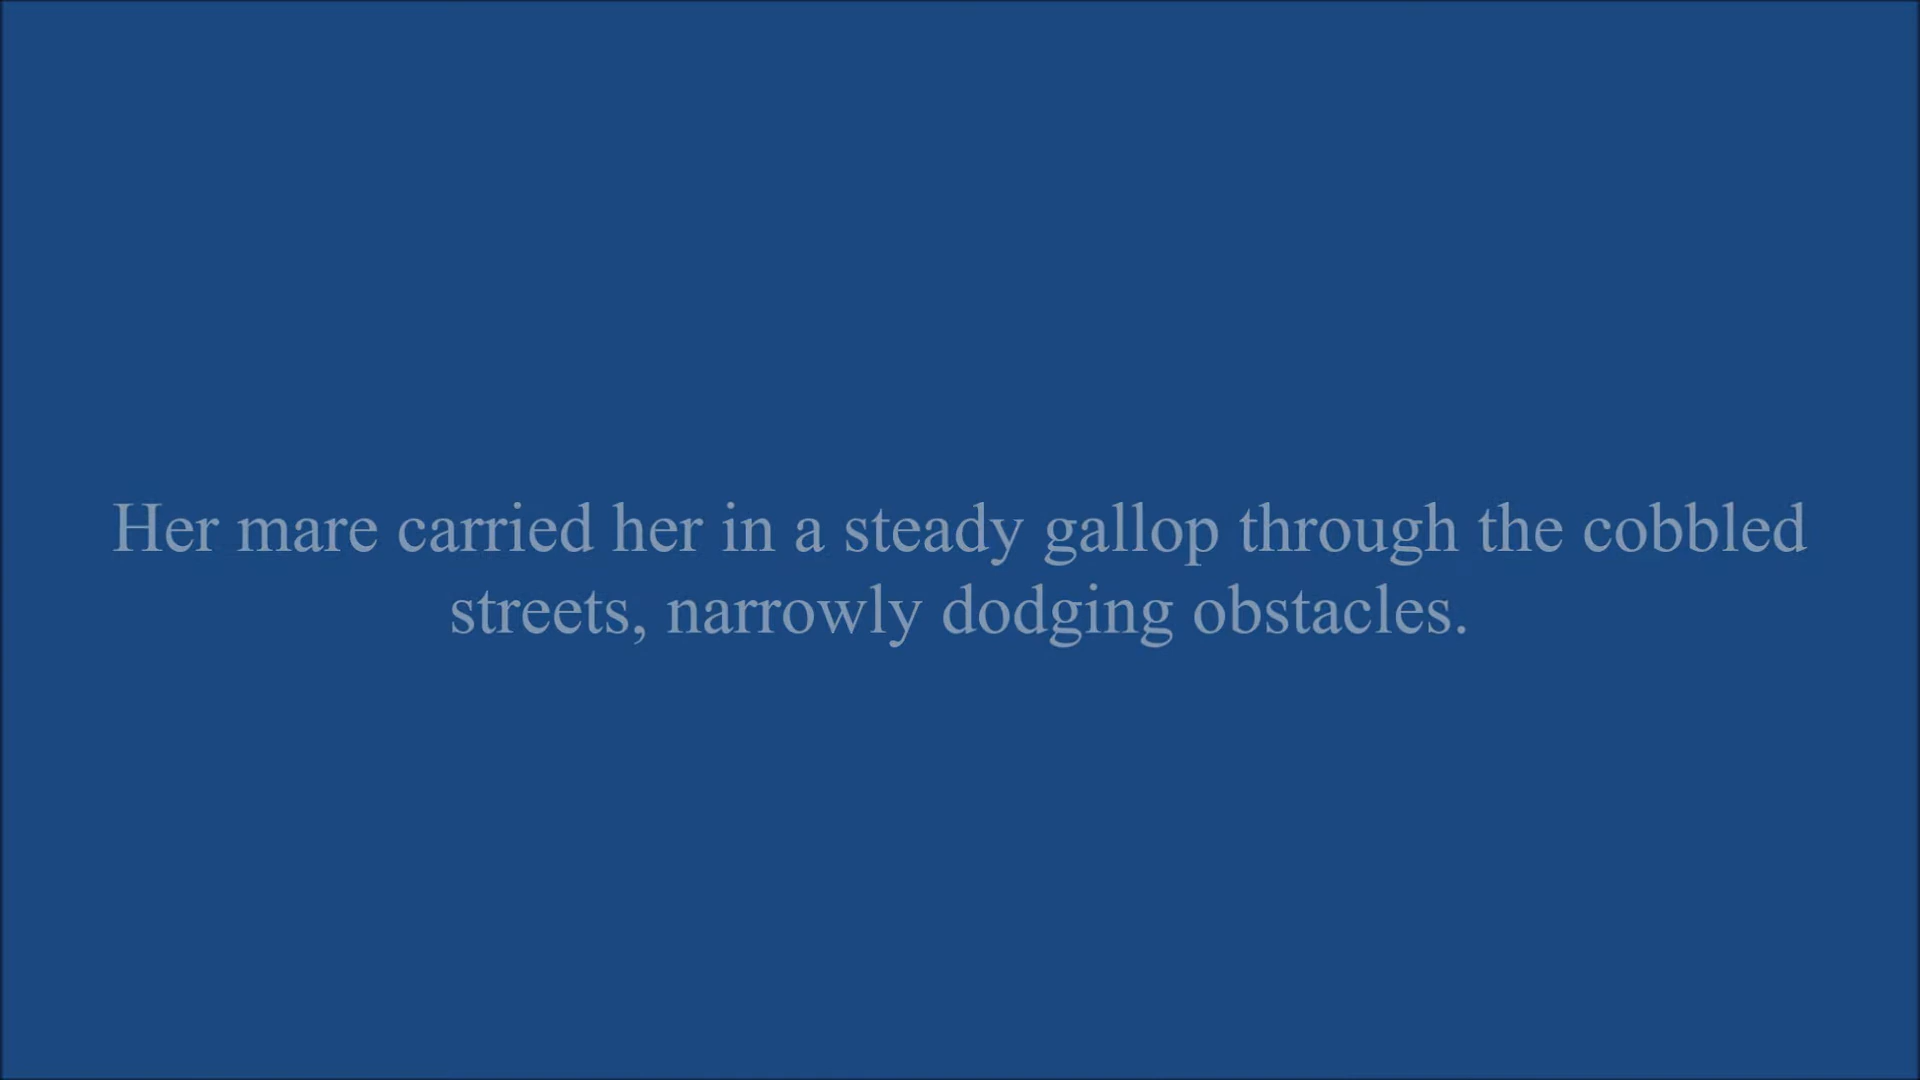 Her mare carried her in a steady gallop through the cobbled
streets, narrowly dodging obstacles.